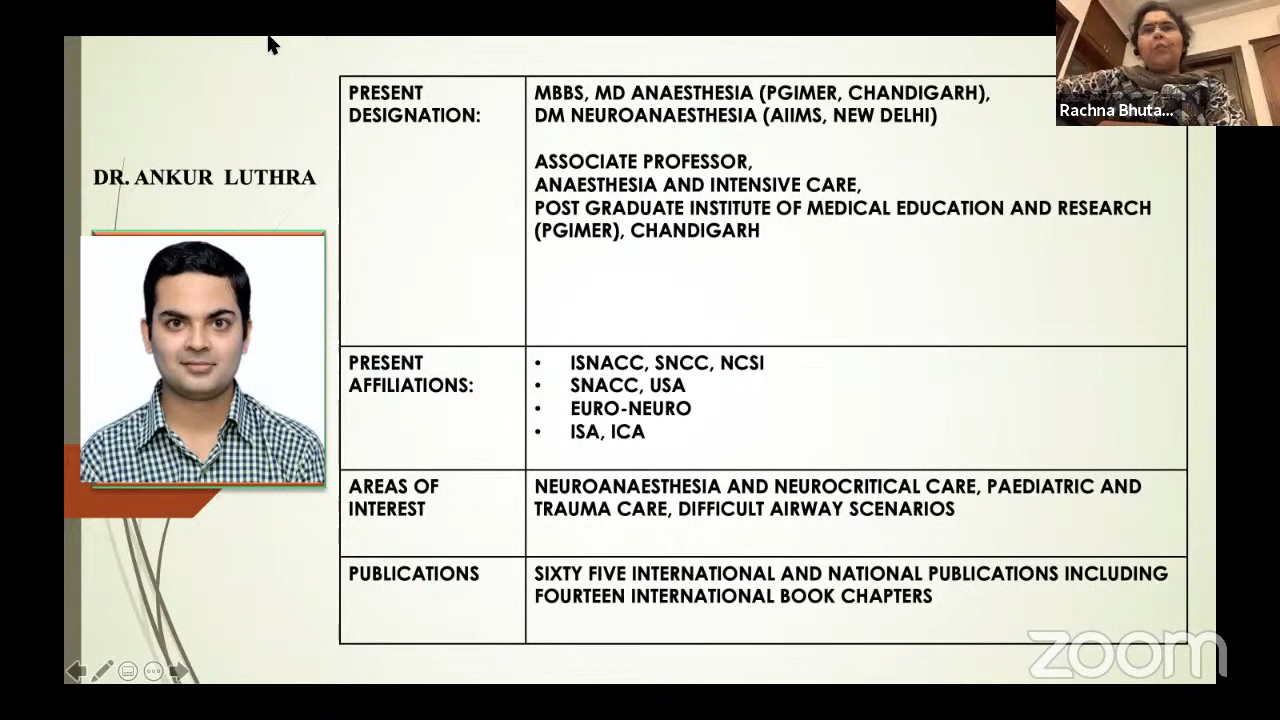 DR. ANKUR LUTHRA
PRESENT
DESIGNATION:
MBBS, MD ANAESTHESIA (PGIMER, CHANDIGARH),
DM NEUROANAESTHESIA (AIIMS, NEW DELHI)
ASSOCIATE PROFESSOR,
ANAESTHESIA AND INTENSIVE CARE,
POST GRADUATE INSTITUTE OF MEDICAL EDUCATION AND RESEARCH
(PGIMER), CHANDIGARH
PRESENT
AFFILIATIONS:
• ISNACC, SNCC, NCSI
• SNACC, USA
• EURO-NEURO
• ISA, ICA
AREAS OF
INTEREST
NEUROANAESTHESIA AND NEUROCRITICAL CARE, PAEDIATRIC AND
TRAUMA CARE, DIFFICULT AIRWAY SCENARIOS
PUBLICATIONS
SIXTY FIVE INTERNATIONAL AND NATIONAL PUBLICATIONS INCLUDING
FOURTEEN INTERNATIONAL BOOK CHAPTERS
Rachna Bhuta...
zoom